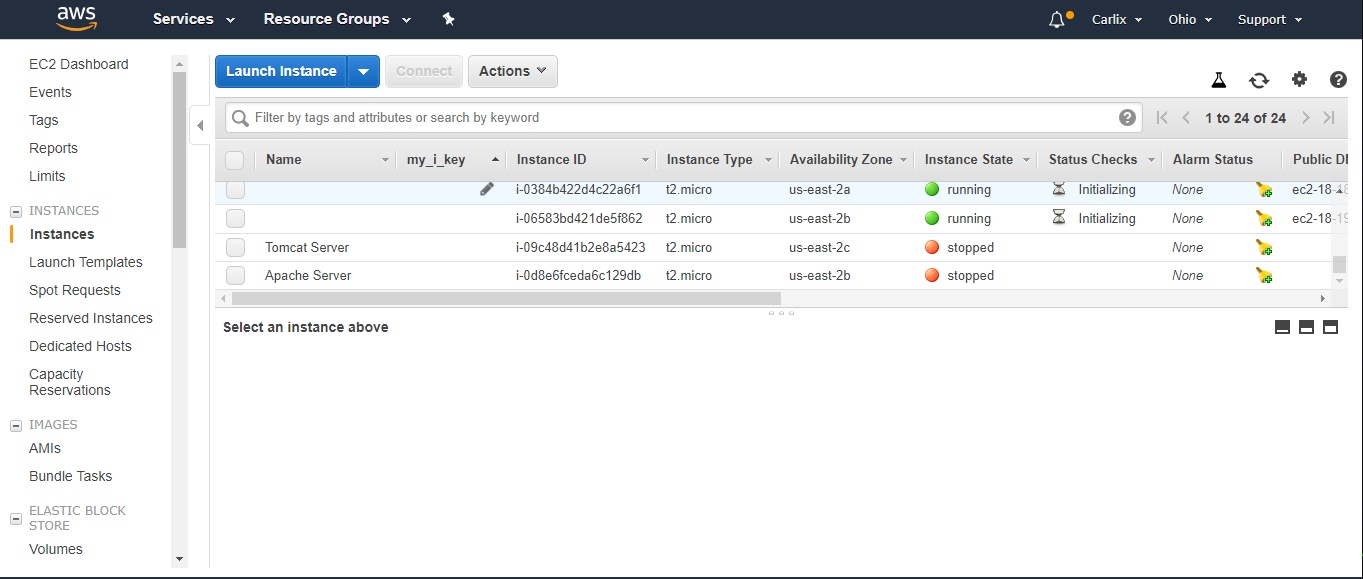 aws Services Resource Groups Carlix Ohio Support
EC2 Dashboard
Events
Tags
Reports
Limits
INSTANCES
Instances
Launch Templates
Spot Requests
Reserved Instances
Dedicated Hosts
Capacity
Reservations
IMAGES
AMIs
Bundle Tasks
ELASTIC BLOCK
STORE
Volumes
Launch Instance Connect Actions
Filter by tags and attributes or search by keyword 1 to 24 of 24
Name my_i_key Instance ID Instance Type Availability Zone Instance State Status Checks Alarm Status Public
i-0384b422d4c22a6f1 t2.micro us-east-2a running Initializing None ec2-18-18
i-06583bd421de5f862 t2.micro us-east-2b running Initializing None ec2-18-19
Tomcat Server i-09c48d41b2e8a5423 t2.micro us-east-2c stopped None
Apache Server i-0d8e6fceda6c129db t2.micro us-east-2b stopped None
Select an instance above